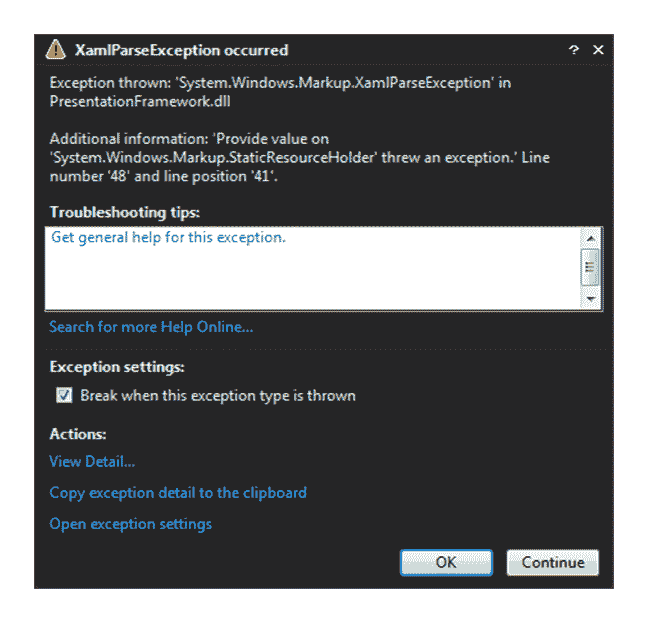 XamlParseException occurred
? ×
Exception thrown: 'System.Windows.Markup.XamlParseException' in
PresentationFramework.dll
Additional information: 'Provide value on
'System.Windows.Markup.StaticResourceHolder' threw an exception.' Line
number '48' and line position '41'.
Troubleshooting tips:
Get general help for this exception.
Search for more Help Online...
Exception settings:
Break when this exception type is thrown
Actions:
View Detail...
Copy exception detail to the clipboard
Open exception settings
OK Continue